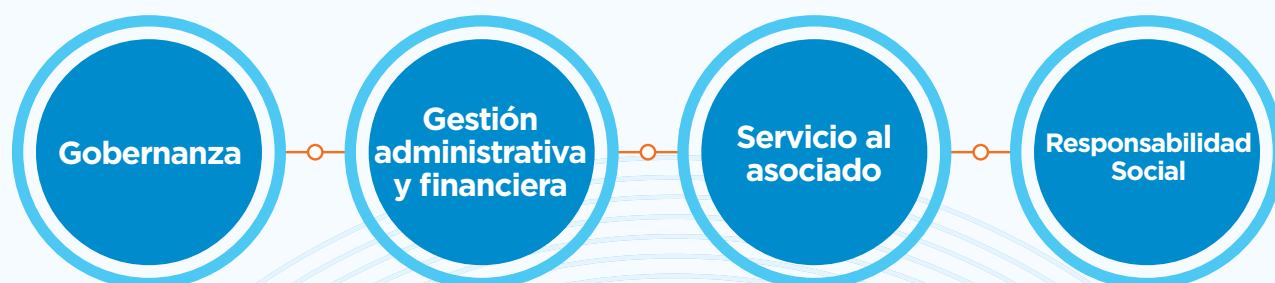 Gobernanza
Gestión
administrativa
y financiera
Servicio al
asociado
Responsabilidad
Social